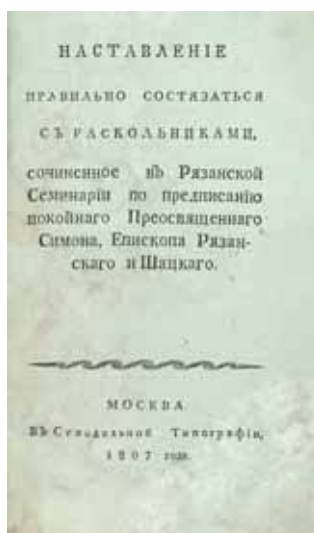 НАСТАВЛЕНІЕ
ПРАВИЛЬНО СОСТЯЗАТЬСЯ
СЪ РАСКОЛЬНИКАМИ,
сочиненное въ Рязанской
Семинаріи по предписанію
покойнаго Преосвященнаго
Симона, Епископа Рязан-
скаго и Шацкаго.
МОСКВА
Въ Сѵнодальной Типографіи,
1807 года.